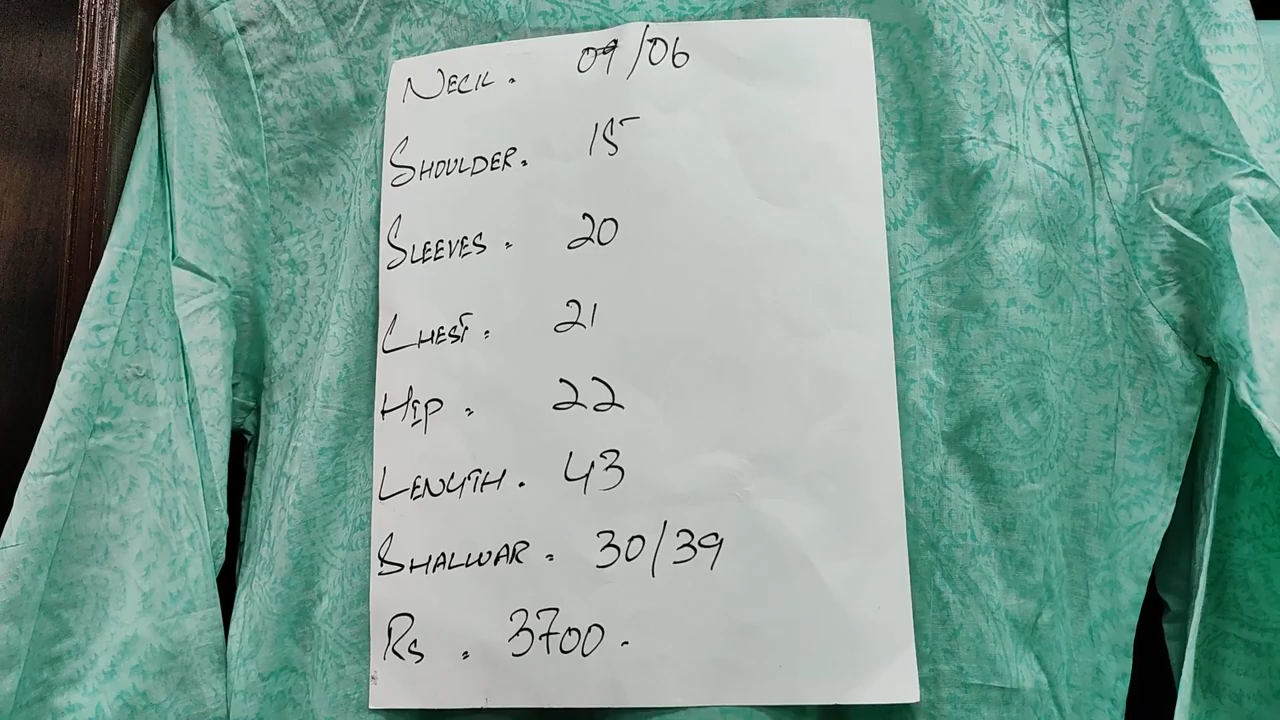 NECK = 09/06
SHOULDER = 15
SLEEVES = 20
CHEST = 21
HIP = 22
LENGTH = 43
SHALWAR = 30/39
Rs = 3700.